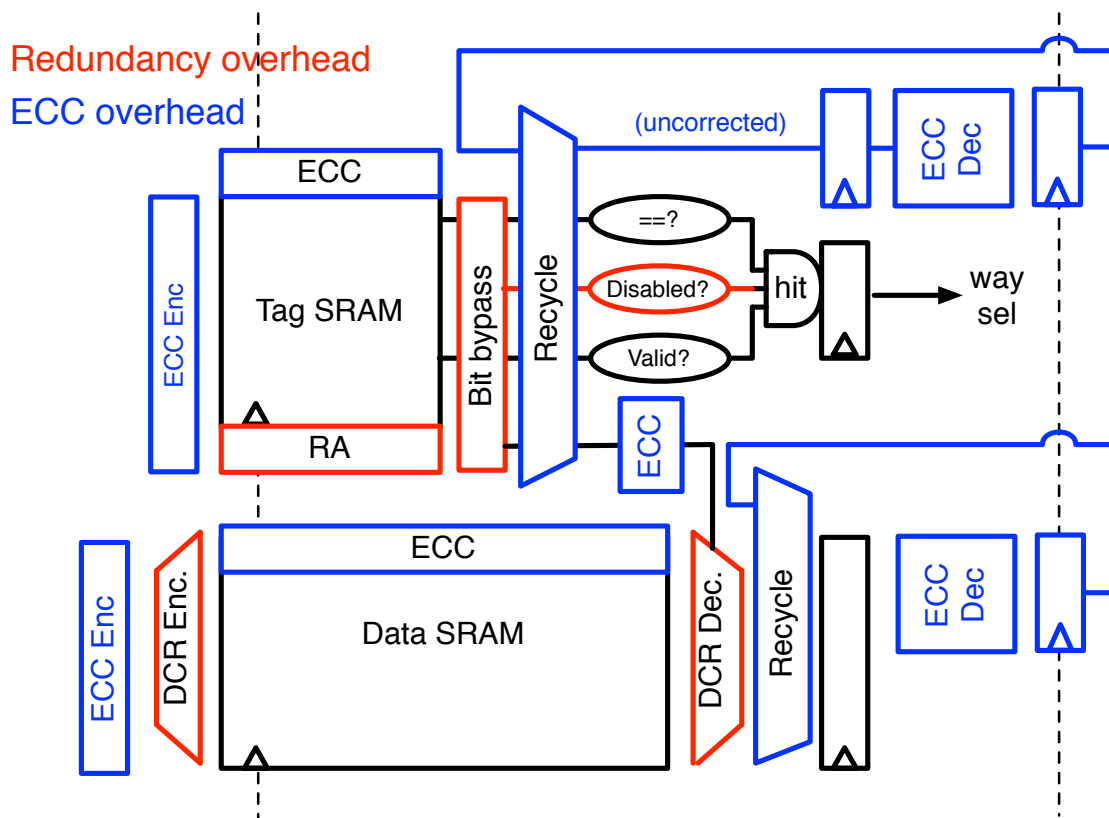 Redundancy overhead
ECC overhead
(uncorrected)
ECC
Dec
ECC
ECC Enc
Tag SRAM
RA
Bit bypass
Recycle
==?
Disabled?
Valid?
hit
way
sel
ECC
ECC Enc
DCR Enc.
ECC
Data SRAM
DCR Dec.
Recycle
ECC
Dec